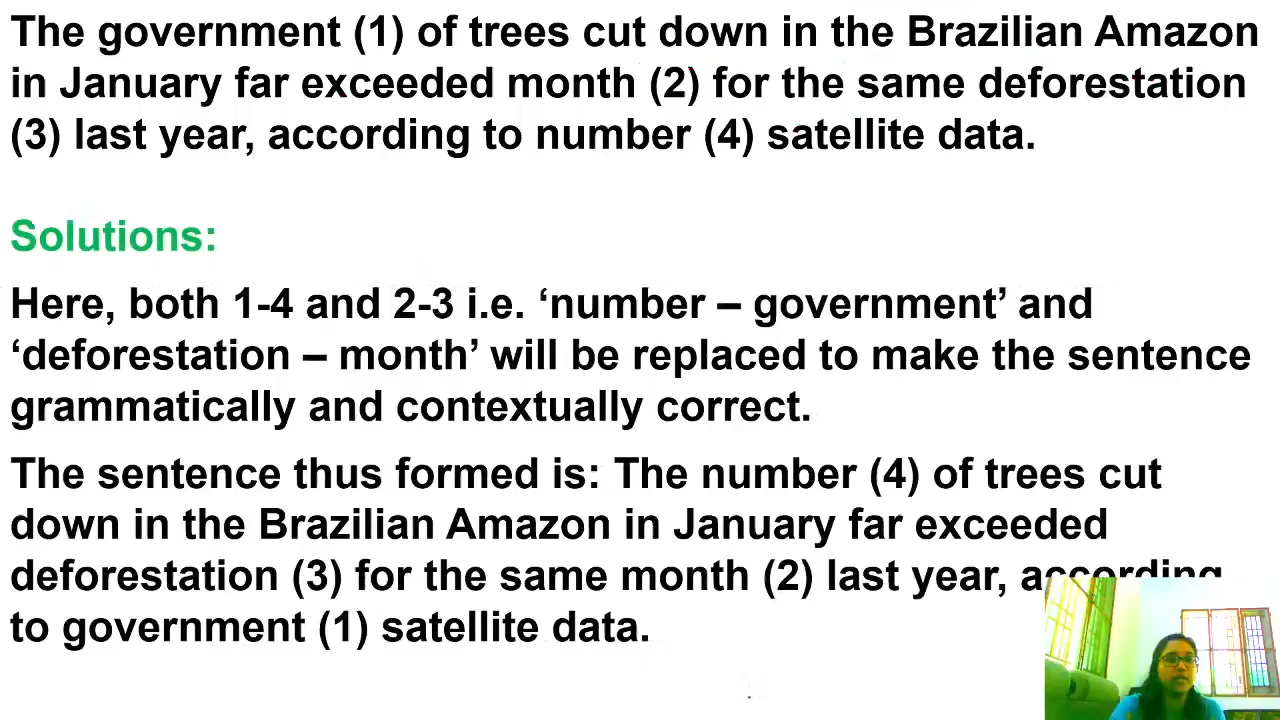 The government (1) of trees cut down in the Brazilian Amazon
in January far exceeded month (2) for the same deforestation
(3) last year, according to number (4) satellite data.
Solutions:
Here, both 1-4 and 2-3 i.e. ‘number – government’ and
‘deforestation – month’ will be replaced to make the sentence
grammatically and contextually correct.
The sentence thus formed is: The number (4) of trees cut
down in the Brazilian Amazon in January far exceeded
deforestation (3) for the same month (2) last year, according
to government (1) satellite data.